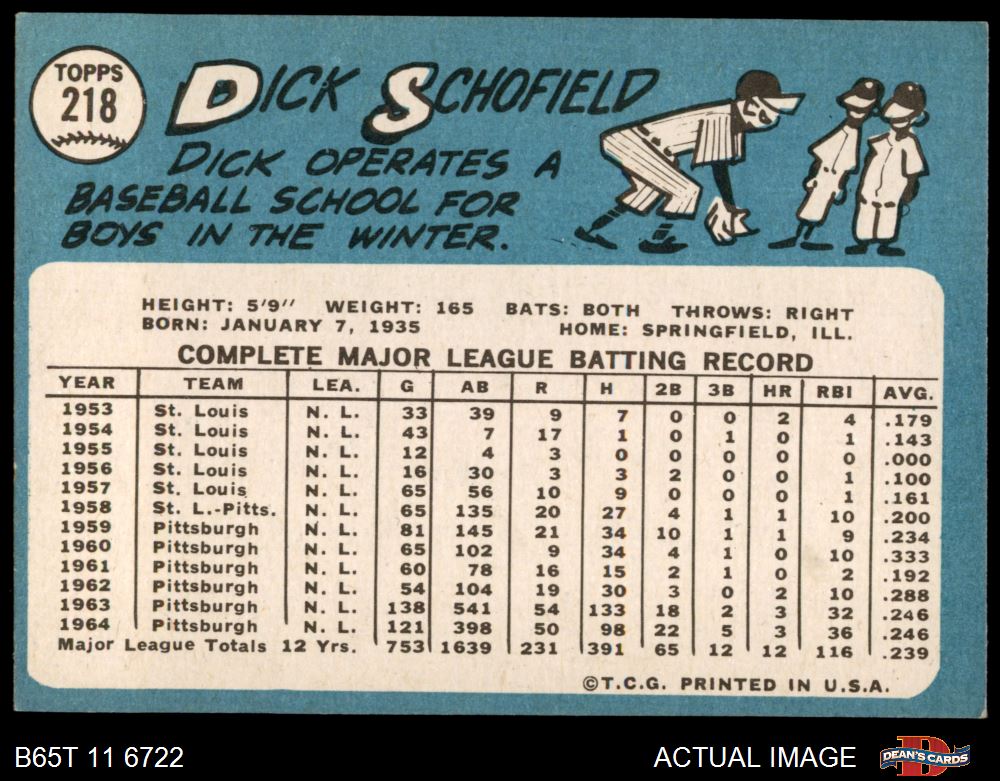 TOPPS
218
DICK SCHOFIELD
DICK OPERATES A
BASEBALL SCHOOL FOR
BOYS IN THE WINTER.
HEIGHT: 5'9" WEIGHT: 165 BATS: BOTH THROWS: RIGHT
BORN: JANUARY 7, 1935 HOME: SPRINGFIELD, ILL.
COMPLETE MAJOR LEAGUE BATTING RECORD
YEAR TEAM LEA. G AB R H 2B 3B HR RBI AVG.
1953 St. Louis N. L. 33 39 9 7 0 0 2 4 .179
1954 St. Louis N. L. 43 7 17 1 0 1 0 1 .143
1955 St. Louis N. L. 12 4 3 0 0 0 0 0 .000
1956 St. Louis N. L. 16 30 3 3 2 0 0 1 .100
1957 St. Louis N. L. 65 56 10 9 0 0 0 1 .161
1958 St. L.-Pitts. N. L. 65 135 20 27 4 1 1 10 .200
1959 Pittsburgh N. L. 81 145 21 34 10 1 1 9 .234
1960 Pittsburgh N. L. 65 102 9 34 4 1 0 10 .333
1961 Pittsburgh N. L. 60 78 16 15 2 1 0 2 .192
1962 Pittsburgh N. L. 54 104 19 30 3 0 2 10 .288
1963 Pittsburgh N. L. 138 541 54 133 18 2 3 32 .246
1964 Pittsburgh N. L. 121 398 50 98 22 5 3 36 .246
Major League Totals 12 Yrs. 753 1639 231 391 65 12 12 116 .239
©T.C.G. PRINTED IN U.S.A.
B65T 11 6722 ACTUAL IMAGE DEAN'S CARDS